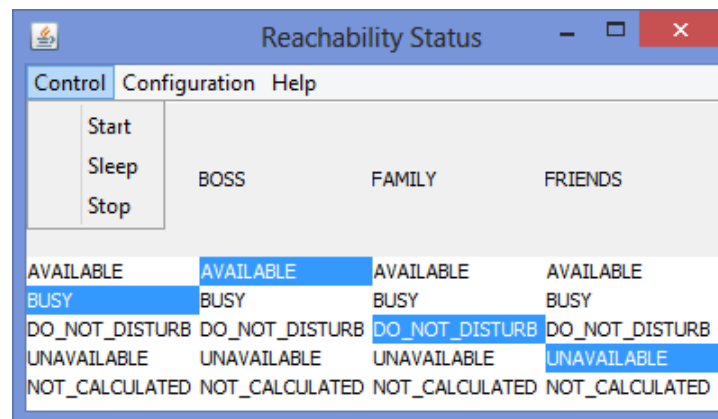 Reachability Status
Control Configuration Help
Start
Sleep
Stop
BOSS FAMILY FRIENDS
AVAILABLE AVAILABLE AVAILABLE AVAILABLE
BUSY BUSY BUSY BUSY
DO_NOT_DISTURB DO_NOT_DISTURB DO_NOT_DISTURB DO_NOT_DISTURB
UNAVAILABLE UNAVAILABLE UNAVAILABLE UNAVAILABLE
NOT_CALCULATED NOT_CALCULATED NOT_CALCULATED NOT_CALCULATED